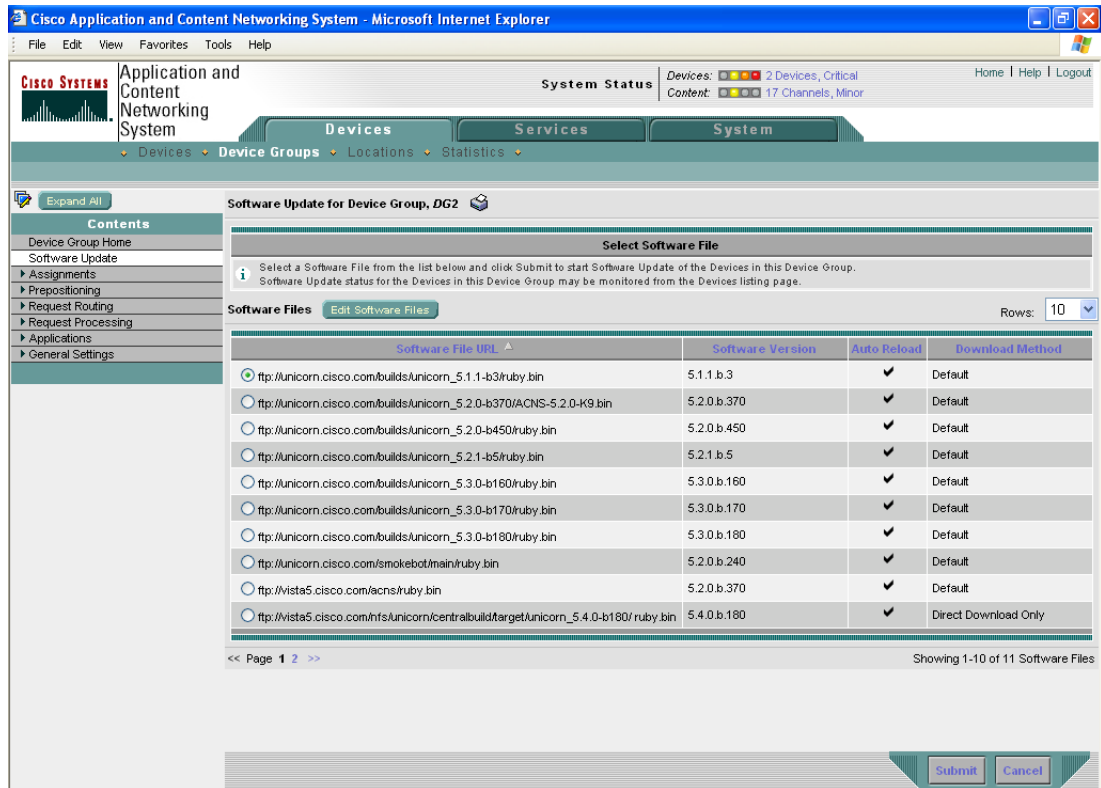 Cisco Application and Content Networking System - Microsoft Internet Explorer
File Edit View Favorites Tools Help
CISCO SYSTEMS
Application and
Content
Networking
System
System Status
Devices: 2 Devices, Critical
Content: 17 Channels, Minor
Home | Help | Logout
Devices Services System
Devices Device Groups Locations Statistics
Expand All
Contents
Device Group Home
Software Update
Assignments
Prepositioning
Request Routing
Request Processing
Applications
General Settings
Software Update for Device Group, DG2
Select Software File
Select a Software File from the list below and click Submit to start Software Update of the Devices in this Device Group.
Software Update status for the Devices in this Device Group may be monitored from the Devices listing page.
Software Files Edit Software Files Rows: 10
Software File URL Software Version Auto Reload Download Method
ftp://unicorn.cisco.com/builds/unicorn_5.1.1-b3/ruby.bin 5.1.1.b.3 Default
ftp://unicorn.cisco.com/builds/unicorn_5.2.0-b370/ACNS-5.2.0-K9.bin 5.2.0.b.370 Default
ftp://unicorn.cisco.com/builds/unicorn_5.2.0-b450/ruby.bin 5.2.0.b.450 Default
ftp://unicorn.cisco.com/builds/unicorn_5.2.1-b5/ruby.bin 5.2.1.b.5 Default
ftp://unicorn.cisco.com/builds/unicorn_5.3.0-b160/ruby.bin 5.3.0.b.160 Default
ftp://unicorn.cisco.com/builds/unicorn_5.3.0-b170/ruby.bin 5.3.0.b.170 Default
ftp://unicorn.cisco.com/builds/unicorn_5.3.0-b180/ruby.bin 5.3.0.b.180 Default
ftp://unicorn.cisco.com/smokebot/main/ruby.bin 5.2.0.b.240 Default
ftp://vista5.cisco.com/acns/ruby.bin 5.2.0.b.370 Default
ftp://vista5.cisco.com/nfs/unicorn/centralbuild/target/unicorn_5.4.0-b180/ ruby.bin 5.4.0.b.180 Direct Download Only
<< Page 1 2 >> Showing 1-10 of 11 Software Files
Submit Cancel